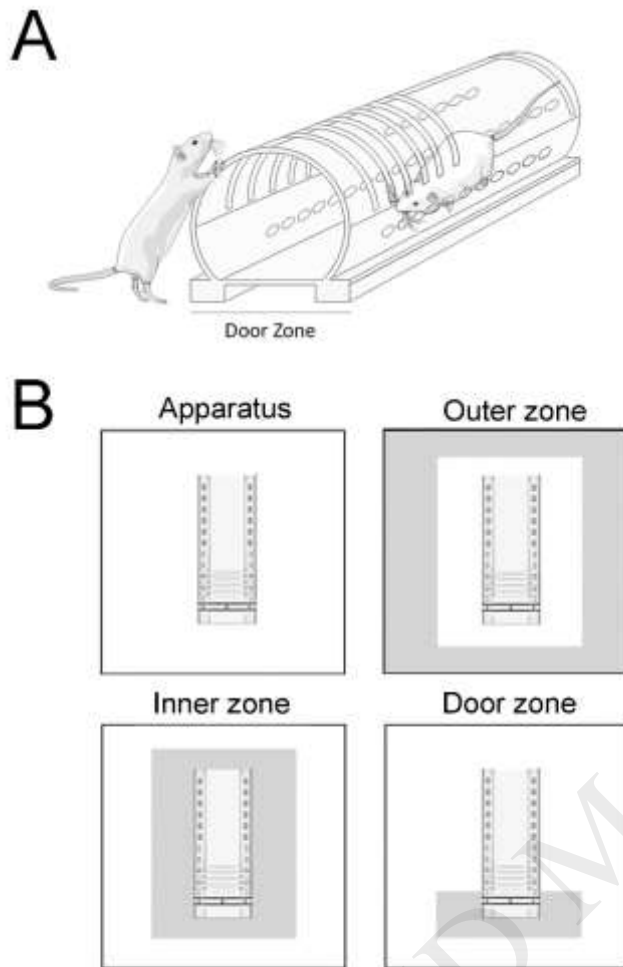 A
Door Zone
B
Apparatus
Outer zone
Inner zone
Door zone
D M